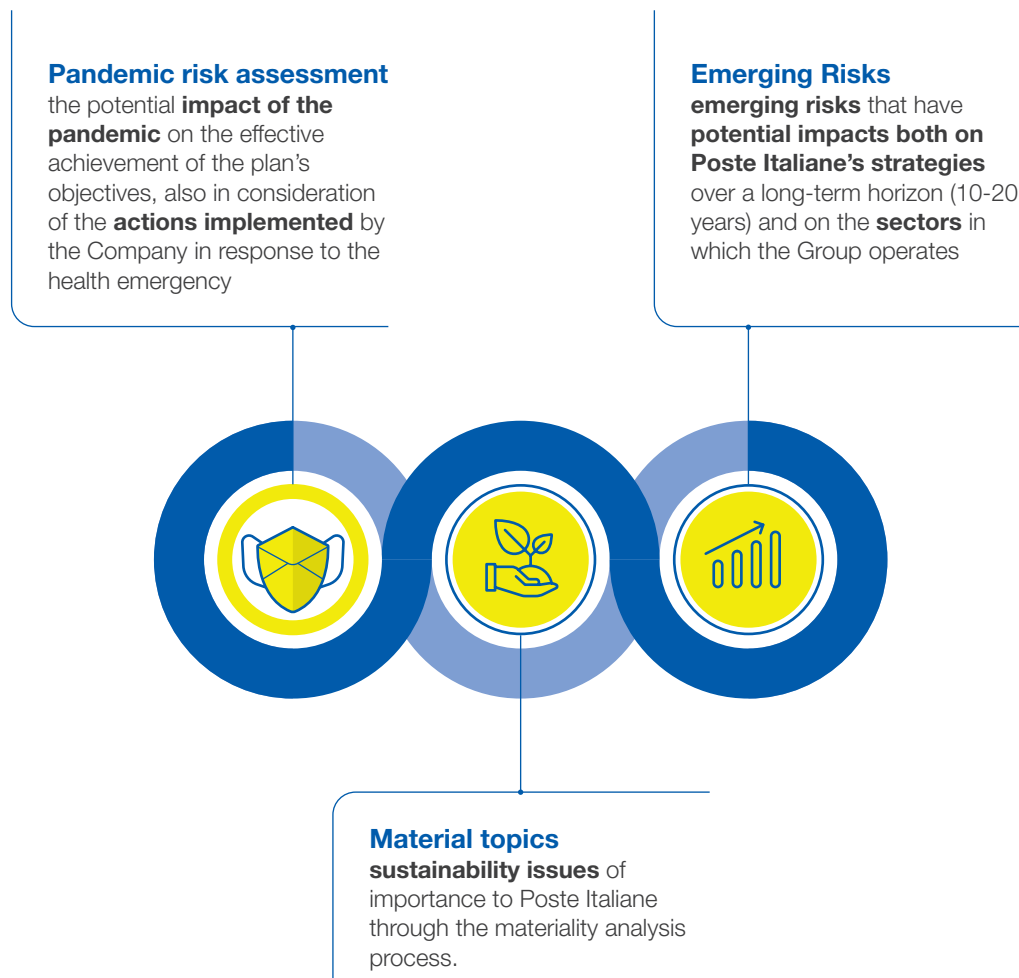 Pandemic risk assessment
the potential impact of the
pandemic on the effective
achievement of the plan's
objectives, also in consideration
of the actions implemented by
the Company in response to the
health emergency
Emerging Risks
emerging risks that have
potential impacts both on
Poste Italiane's strategies
over a long-term horizon (10-20
years) and on the sectors in
which the Group operates
Material topics
sustainability issues of
importance to Poste Italiane
through the materiality analysis
process.